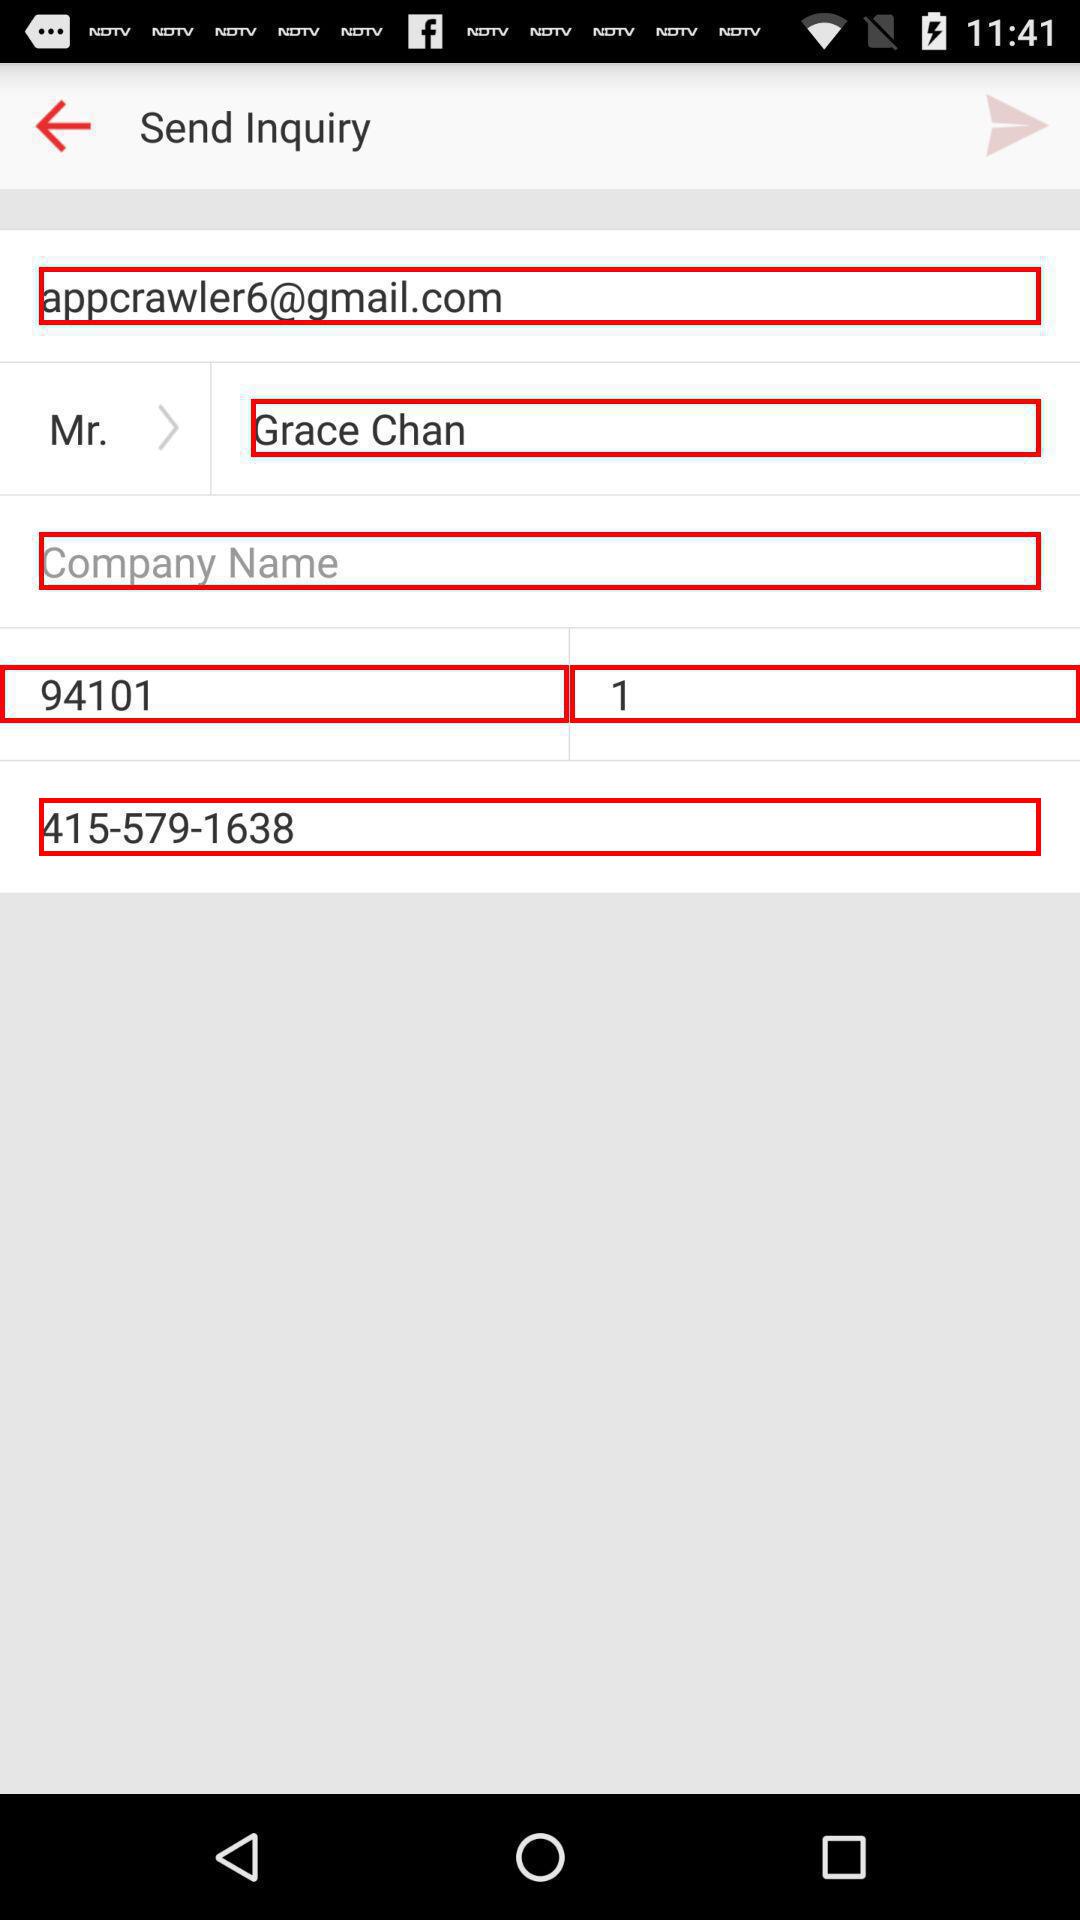 NDTV NDTV NDTV NDTV NDTV NDTV NDTV NDTV NDTV NDTV 11:41
Send Inquiry
appcrawler6@gmail.com
Mr. Grace Chan
Company Name
94101 1
415-579-1638